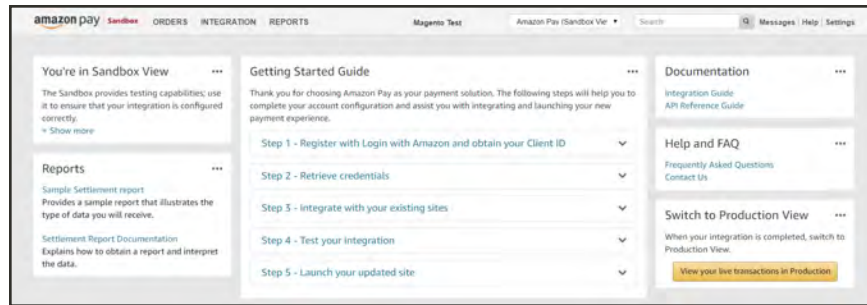 amazon pay Sandbox ORDERS INTEGRATION REPORTS Magento Test Amazon Pay (Sandbox Vie Search Messages | Help | Settings
You're in Sandbox View
The Sandbox provides testing capabilities; use
it to ensure that your integration is configured
correctly.
+ Show more
Reports
Sample Settlement report
Provides a sample report that illustrates the
type of data you will receive.
Settlement Report Documentation
Explains how to obtain a report and interpret
the data.
Getting Started Guide
Thank you for choosing Amazon Pay as your payment solution. The following steps will help you to
complete your account configuration and assist you with integrating and launching your new
payment experience.
Step 1 - Register with Login with Amazon and obtain your Client ID
Step 2 - Retrieve credentials
Step 3 - Integrate with your existing sites
Step 4 - Test your integration
Step 5 - Launch your updated site
Documentation
Integration Guide
API Reference Guide
Help and FAQ
Frequently Asked Questions
Contact Us
Switch to Production View
When your integration is completed, switch to
Production View.
View your live transactions in Production